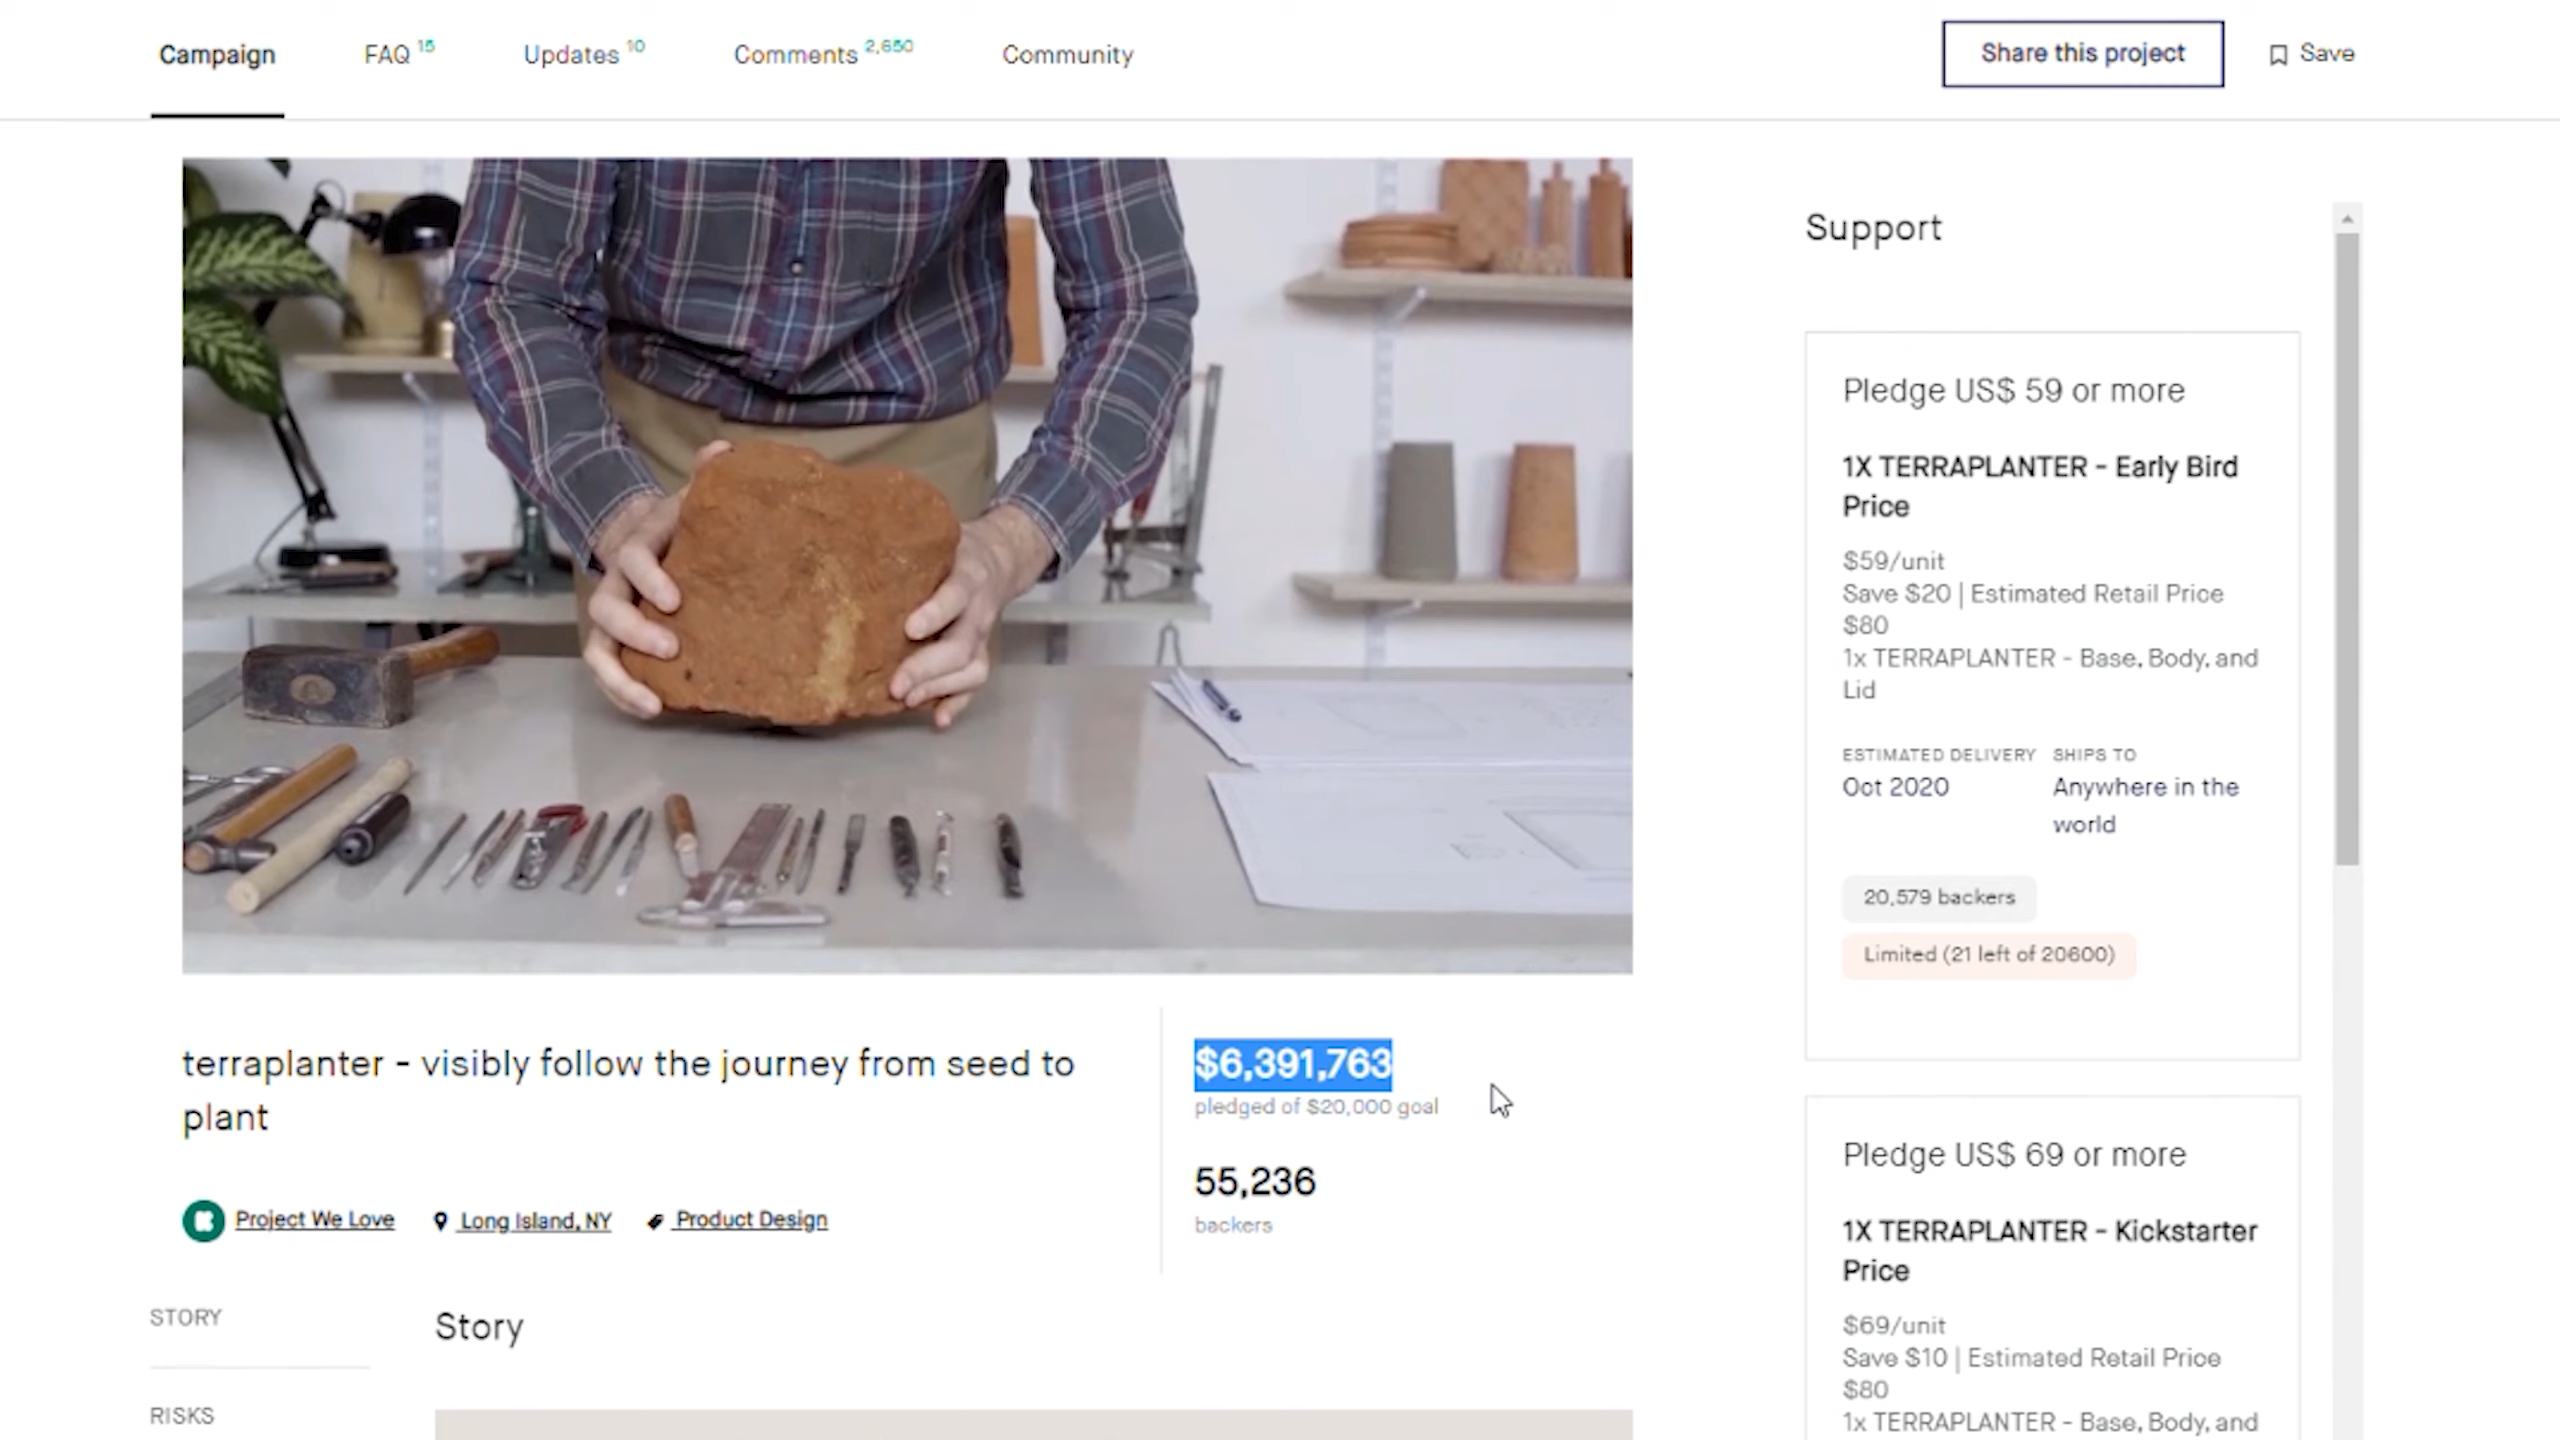 Campaign
FAQ 15
Updates 10
Comments 2,650
Community
Share this project
Save
Support
Pledge US$ 59 or more
1X TERRAPLANTER - Early Bird
Price
$59/unit
Save $20 | Estimated Retail Price
$80
1x TERRAPLANTER - Base, Body, and
Lid
ESTIMATED DELIVERY
Oct 2020
SHIPS TO
Anywhere in the
world
20,579 backers
Limited (21 left of 20600)
terraplanter - visibly follow the journey from seed to
plant
Project We Love
Long Island, NY
Product Design
$6,391,763
pledged of $20,000 goal
55,236
backers
Pledge US$ 69 or more
1X TERRAPLANTER - Kickstarter
Price
$69/unit
Save $10 | Estimated Retail Price
$80
1x TERRAPLANTER - Base, Body, and
STORY
RISKS
Story